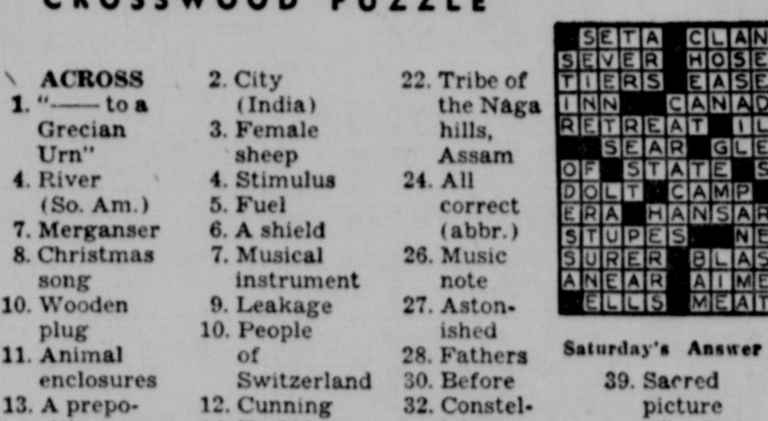 CROSSWORD PUZZLE
ACROSS
1. "—— to a
Grecian
Urn"
4. River
(So. Am.)
7. Merganser
8. Christmas
song
10. Wooden
plug
11. Animal
enclosures
13. A prepo-
2. City
(India)
3. Female
sheep
4. Stimulus
5. Fuel
6. A shield
7. Musical
instrument
9. Leakage
10. People
of
Switzerland
12. Cunning
22. Tribe of
the Naga
hills,
Assam
24. All
correct
(abbr.)
26. Music
note
27. Aston-
ished
28. Fathers
30. Before
32. Constel-
SETA CLAN
SEVER HOSE
TIERS EASE
INN CANAD
RETREAT IL
SEAR GLE
OF STATE S
DOLT CAMP
ERA HANSAR
STUPES NE
SURER BLAS
ANEAR AIME
ELLS MEAT
Saturday's Answer
39. Sacred
picture